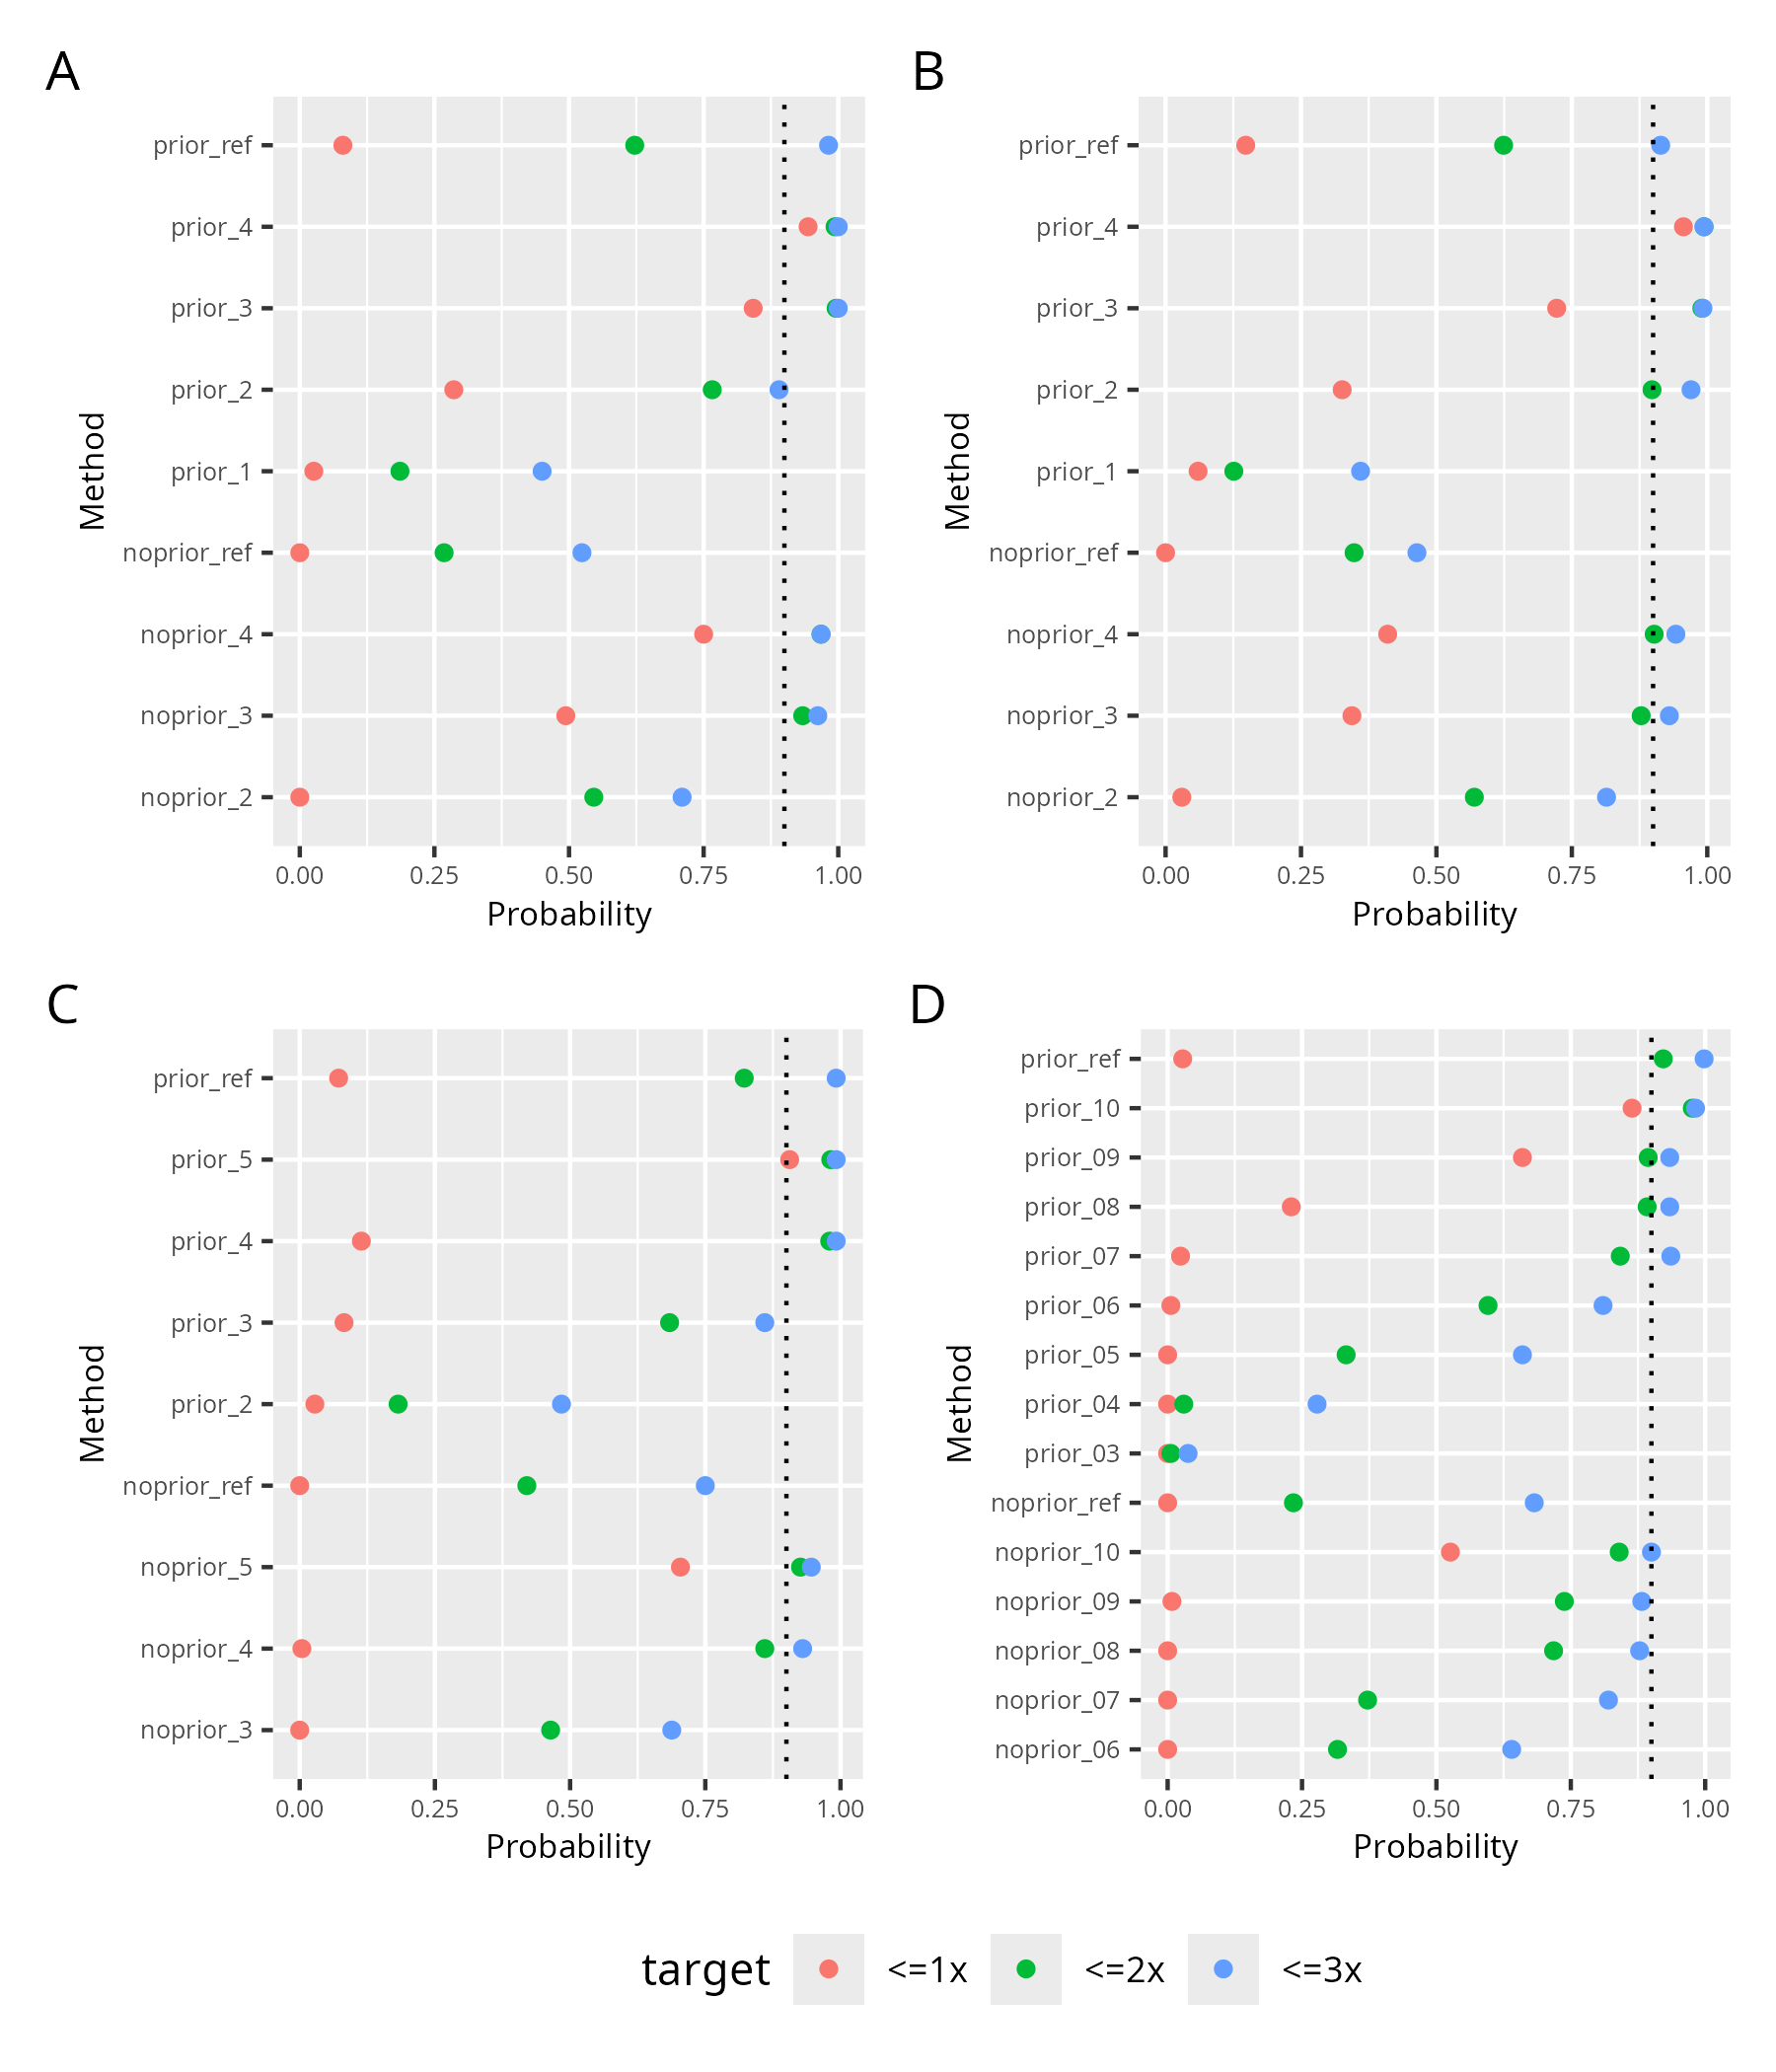 A
prior_ref
prior_4
prior_3
prior_2
prior_1
noprior_ref
noprior_4
noprior_3
noprior_2
Method
0.00 0.25 0.50 0.75 1.00
Probability
B
prior_ref
prior_4
prior_3
prior_2
prior_1
noprior_ref
noprior_4
noprior_3
noprior_2
Method
0.00 0.25 0.50 0.75 1.00
Probability
C
prior_ref
prior_5
prior_4
prior_3
prior_2
noprior_ref
noprior_5
noprior_4
noprior_3
Method
0.00 0.25 0.50 0.75 1.00
Probability
D
prior_ref
prior_10
prior_09
prior_08
prior_07
prior_06
prior_05
prior_04
prior_03
noprior_ref
noprior_10
noprior_09
noprior_08
noprior_07
noprior_06
Method
0.00 0.25 0.50 0.75 1.00
Probability
target <=1x <=2x <=3x